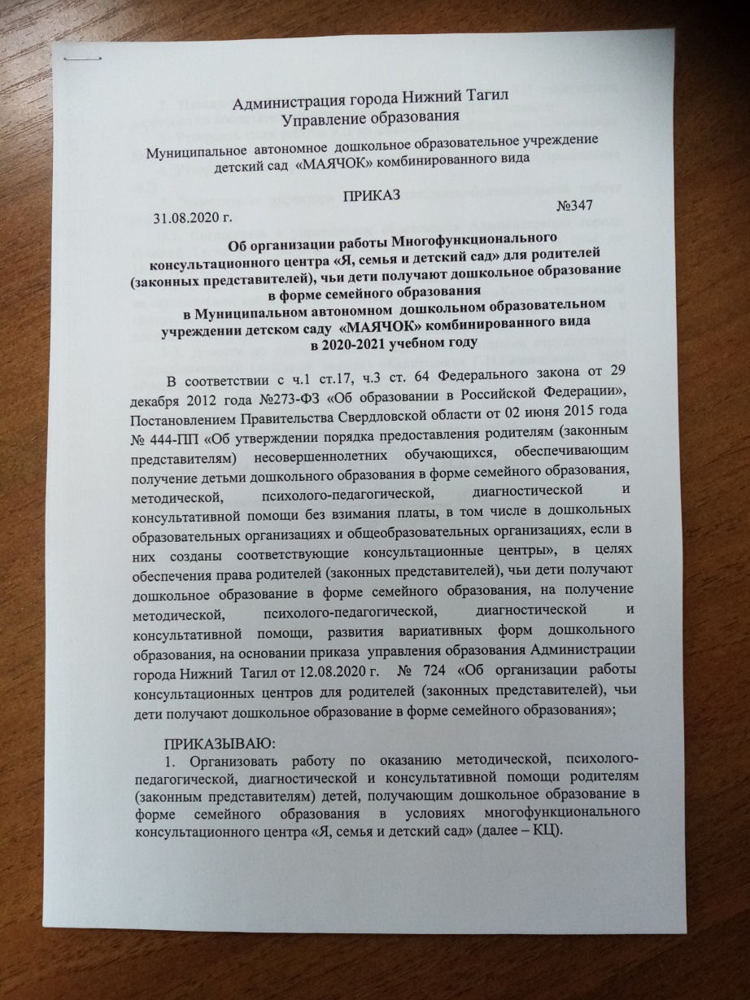 Администрация города Нижний Тагил
Управление образования
Муниципальное автономное дошкольное образовательное учреждение
детский сад «МАЯЧОК» комбинированного вида
ПРИКАЗ
31.08.2020 г. №347
Об организации работы Многофункционального
консультационного центра «Я, семья и детский сад» для родителей
(законных представителей), чьи дети получают дошкольное образование
в форме семейного образования
в Муниципальном автономном дошкольном образовательном
учреждении детском саду «МАЯЧОК» комбинированного вида
в 2020-2021 учебном году
В соответствии с ч.1 ст.17, ч.3 ст. 64 Федерального закона от 29
декабря 2012 года №273-ФЗ «Об образовании в Российской Федерации»,
Постановлением Правительства Свердловской области от 02 июня 2015 года
№ 444-ПП «Об утверждении порядка предоставления родителям (законным
представителям) несовершеннолетних обучающихся, обеспечивающим
получение детьми дошкольного образования в форме семейного образования,
методической, психолого-педагогической, диагностической и
консультативной помощи без взимания платы, в том числе в дошкольных
образовательных организациях и общеобразовательных организациях, если в
них созданы соответствующие консультационные центры», в целях
обеспечения права родителей (законных представителей), чьи дети получают
дошкольное образование в форме семейного образования, на получение
методической, психолого-педагогической, диагностической и
консультативной помощи, развития вариативных форм дошкольного
образования, на основании приказа управления образования Администрации
города Нижний Тагил от 12.08.2020 г. № 724 «Об организации работы
консультационных центров для родителей (законных представителей), чьи
дети получают дошкольное образование в форме семейного образования»;
ПРИКАЗЫВАЮ:
1. Организовать работу по оказанию методической, психолого-
педагогической, диагностической и консультативной помощи родителям
(законным представителям) детей, получающим дошкольное образование в
форме семейного образования в условиях многофункционального
консультационного центра «Я, семья и детский сад» (далее – КЦ).